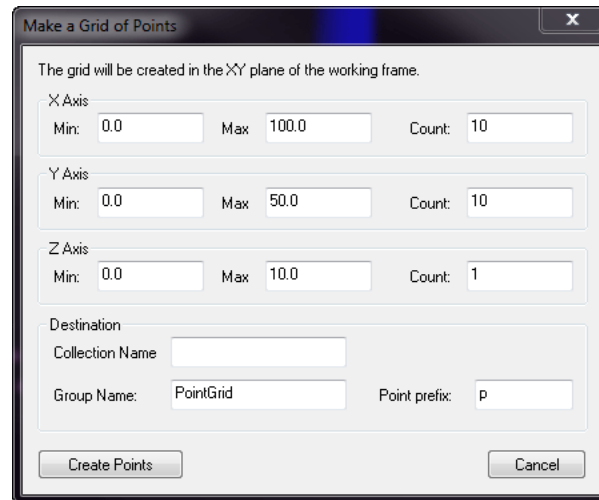 Make a Grid of Points
X
The grid will be created in the XY plane of the working frame.
X Axis
Min: 0.0 Max 100.0 Count: 10
Y Axis
Min: 0.0 Max 50.0 Count: 10
Z Axis
Min: 0.0 Max 10.0 Count: 1
Destination
Collection Name
Group Name: PointGrid Point prefix: p
Create Points Cancel